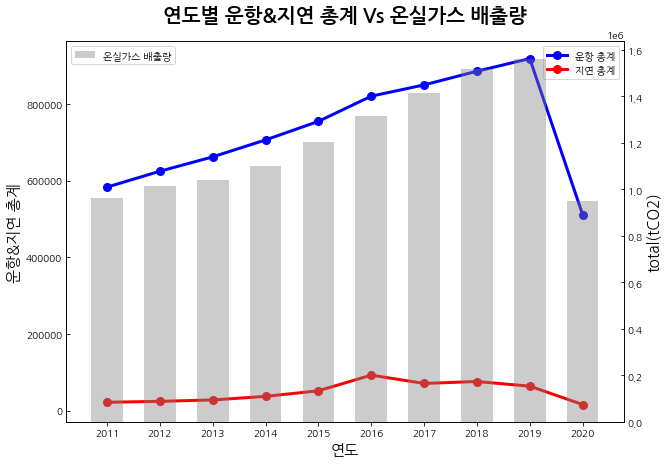 연도별 운항&지연 총계 Vs 온실가스 배출량
1e6
온실가스 배출량
운항 총계
지연 총계
운항&지연 총계
800000
600000
400000
200000
0
1,6
1,4
1,2
1,0
0,8
0,6
0,4
0,2
0,0
total(tCO2)
2011 2012 2013 2014 2015 2016 2017 2018 2019 2020
연도